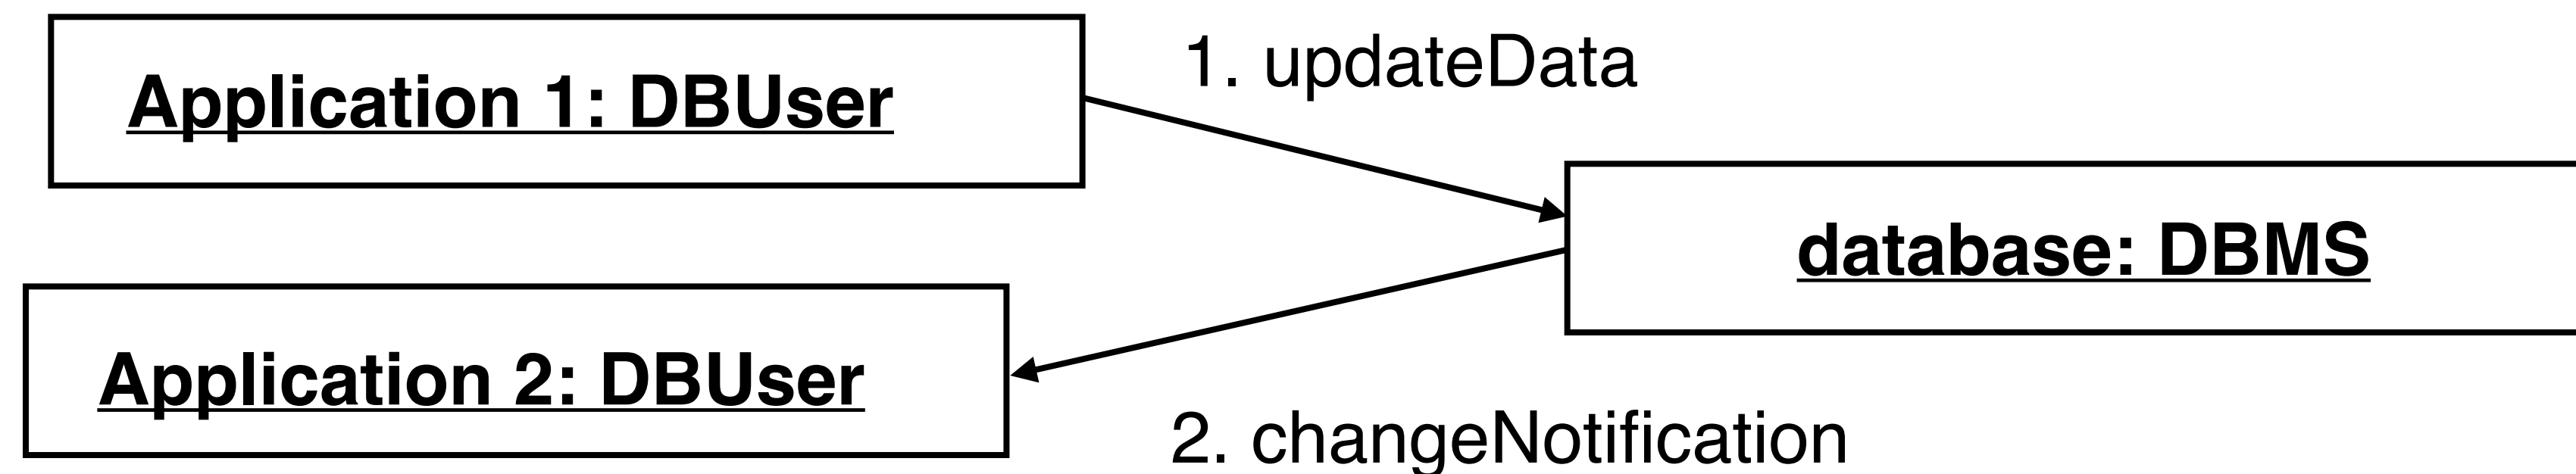 1. updateData
Application 1: DBUser
database: DBMS
Application 2: DBUser
2. changeNotification